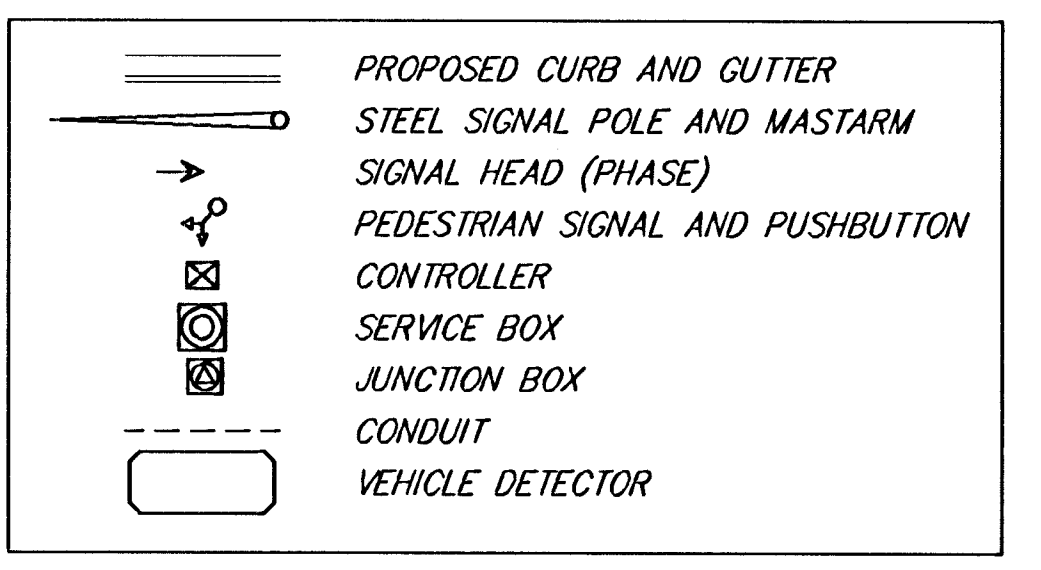 PROPOSED CURB AND GUTTER
STEEL SIGNAL POLE AND MASTARM
SIGNAL HEAD (PHASE)
PEDESTRIAN SIGNAL AND PUSHBUTTON
CONTROLLER
SERVICE BOX
JUNCTION BOX
CONDUIT
VEHICLE DETECTOR